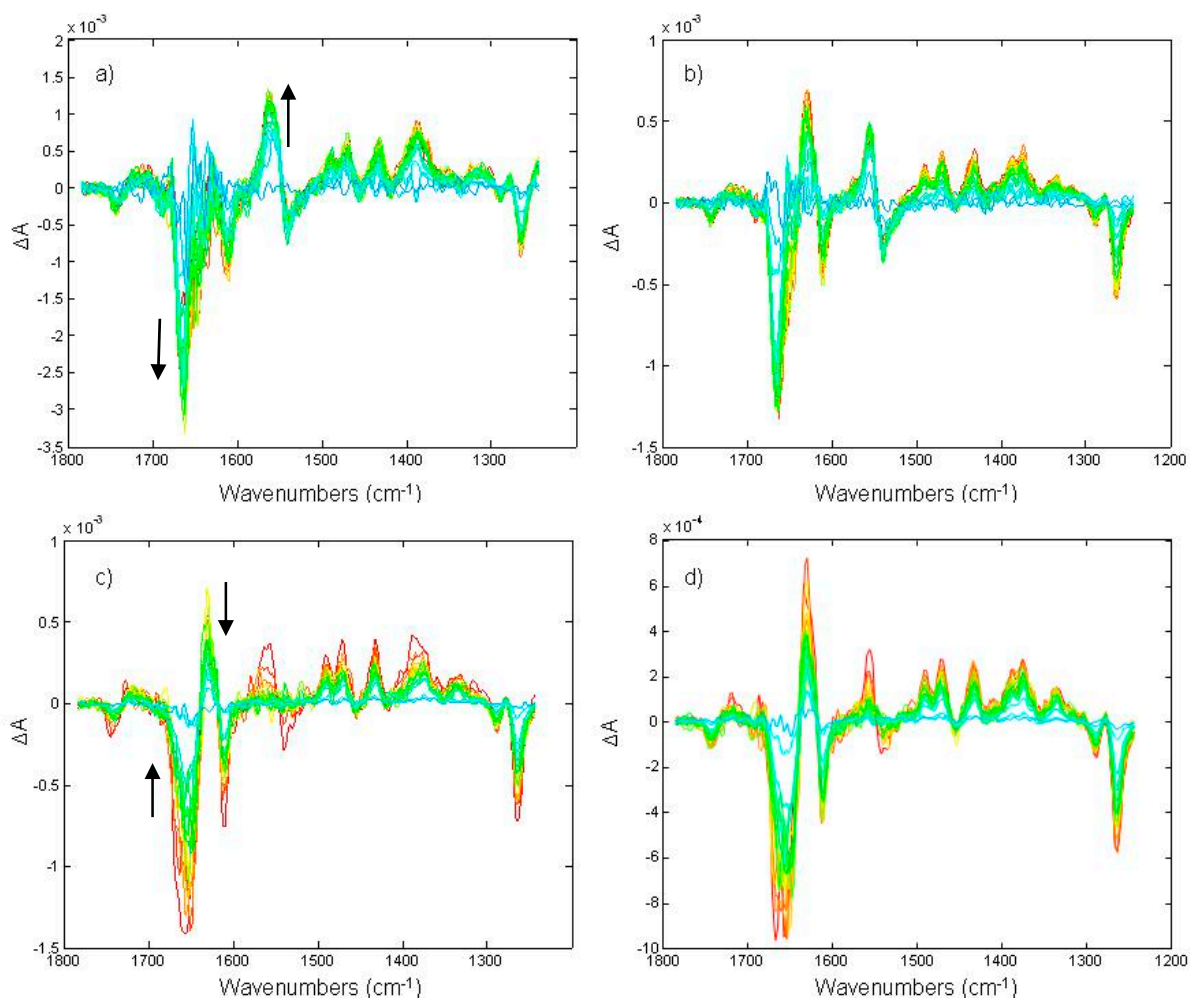 x 10-3
2
1.5
1
0.5
0
-0.5
-1
-1.5
-2
-2.5
-3
-3.5
a)
ΔA
1800 1700 1600 1500 1400 1300
Wavenumbers (cm-1)
x 10-3
1
0.5
0
-0.5
-1
-1.5
b)
ΔA
1800 1700 1600 1500 1400 1300 1200
Wavenumbers (cm-1)
x 10-3
1
0.5
0
-0.5
-1
-1.5
c)
ΔA
1800 1700 1600 1500 1400 1300
Wavenumbers (cm-1)
x 10-4
8
6
4
2
0
-2
-4
-6
-8
-10
d)
ΔA
1800 1700 1600 1500 1400 1300 1200
Wavenumbers (cm-1)